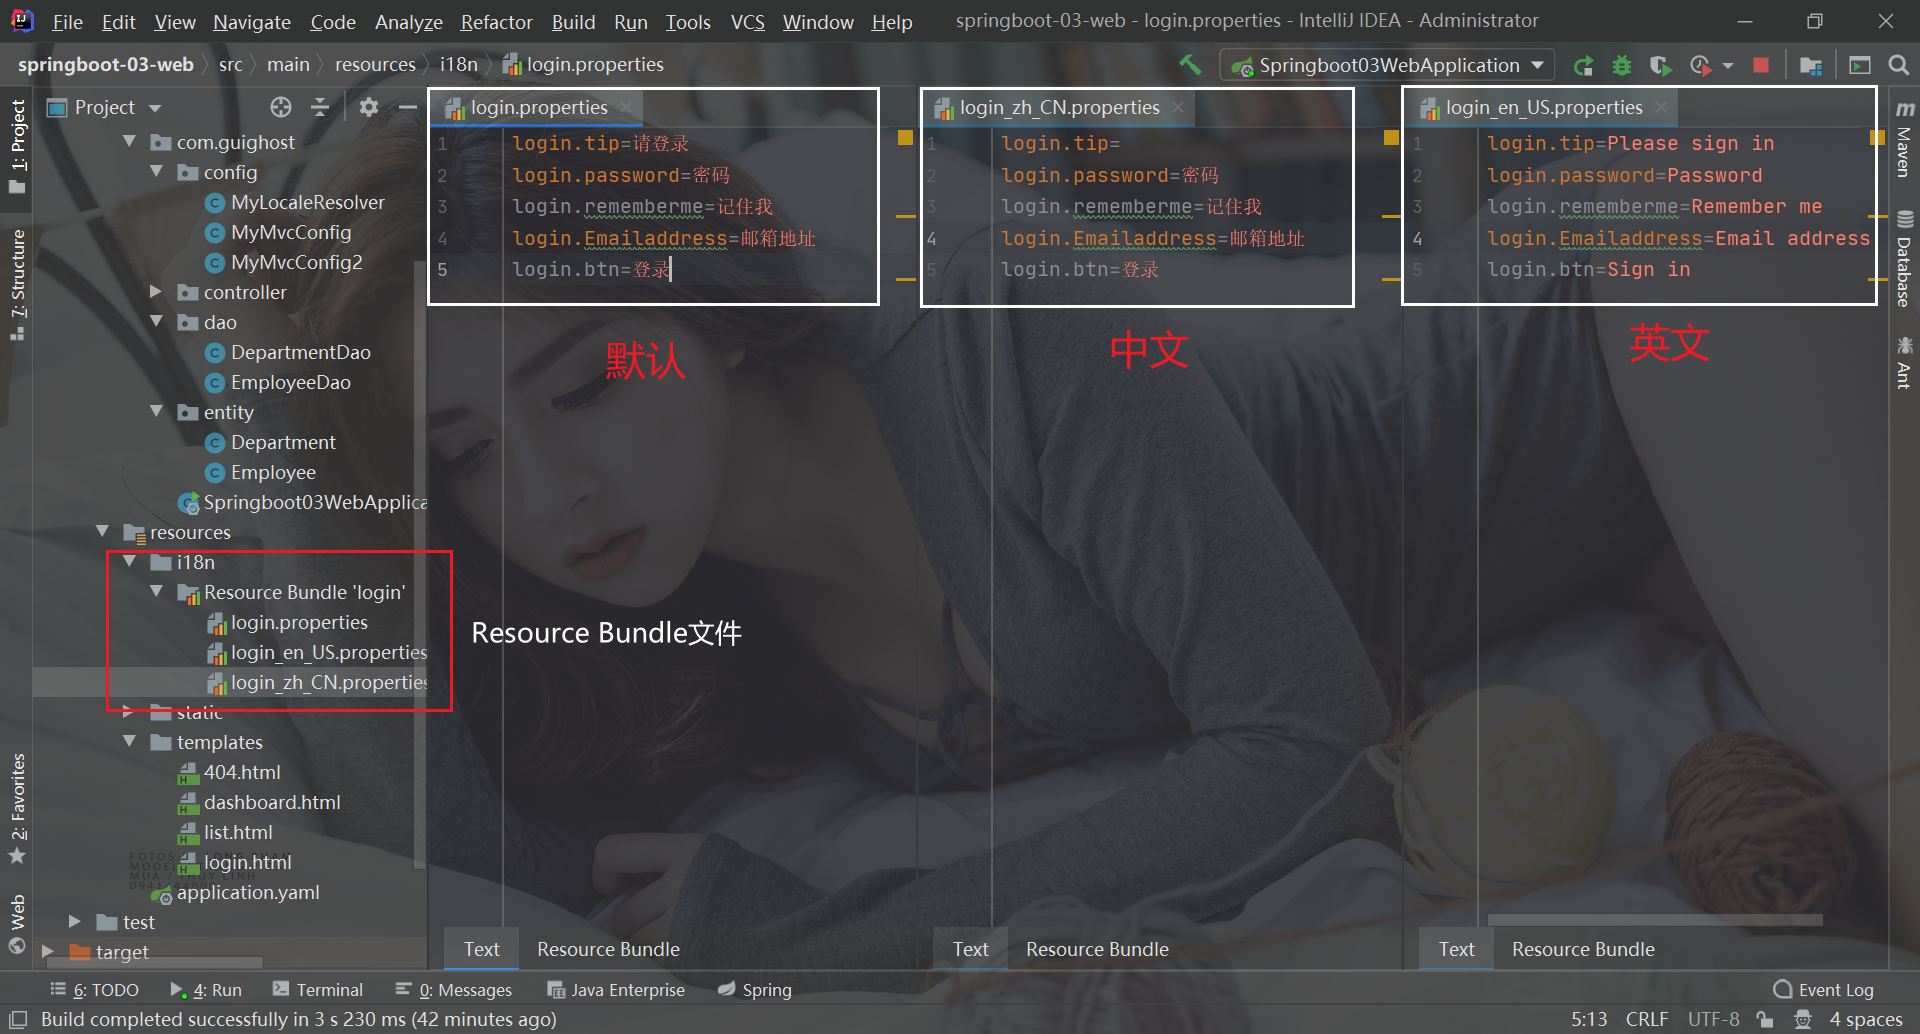 File Edit View Navigate Code Analyze Refactor Build Run Tools VCS Window Help springboot-03-web - login.properties - IntelliJ IDEA - Administrator
springboot-03-web src main resources i18n login.properties Springboot03WebApplication
1: Project
7: Structure
2: Favorites
Web
Project
com.guighost
config
MyLocaleResolver
MyMvcConfig
MyMvcConfig2
controller
dao
DepartmentDao
EmployeeDao
entity
Department
Employee
Springboot03WebApplica
resources
i18n
Resource Bundle 'login'
login.properties
login_en_US.properties
login_zh_CN.properties
static
templates
404.html
dashboard.html
list.html
login.html
application.yaml
test
target
login.properties
1 login.tip=请登录
2 login.password=密码
3 login.rememberme=记住我
4 login.Emailaddress=邮箱地址
5 login.btn=登录
默认
Resource Bundle文件
Text Resource Bundle
login_zh_CN.properties
1 login.tip=
2 login.password=密码
3 login.rememberme=记住我
4 login.Emailaddress=邮箱地址
5 login.btn=登录
中文
Text Resource Bundle
login_en_US.properties
1 login.tip=Please sign in
2 login.password=Password
3 login.rememberme=Remember me
4 login.Emailaddress=Email address
5 login.btn=Sign in
英文
Text Resource Bundle
Maven
Database
Ant
6: TODO 4: Run Terminal 0: Messages Java Enterprise Spring Event Log
Build completed successfully in 3 s 230 ms (42 minutes ago) 5:13 CRLF UTF-8 4 spaces